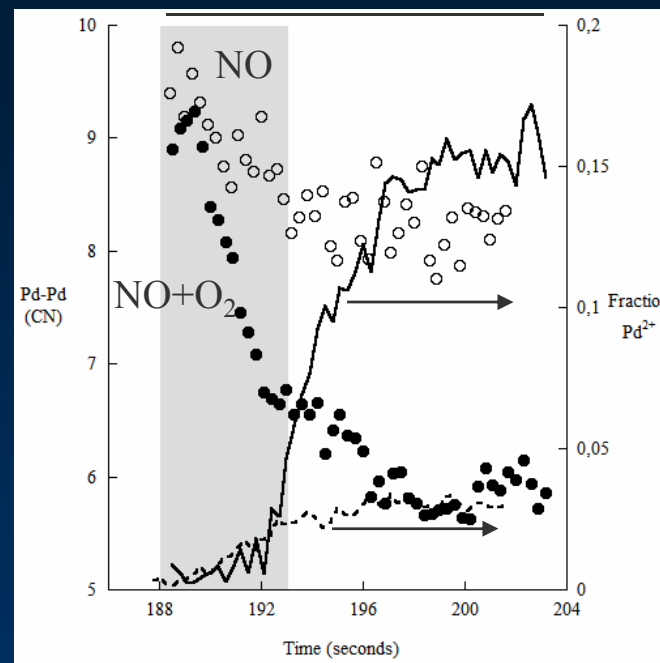 10
0,2
NO
9
0,15
8
NO+O2
Pd-Pd
(CN)
0,1
Fractio
Pd2+
7
0,05
6
5
0
188
192
196
200
204
Time (seconds)